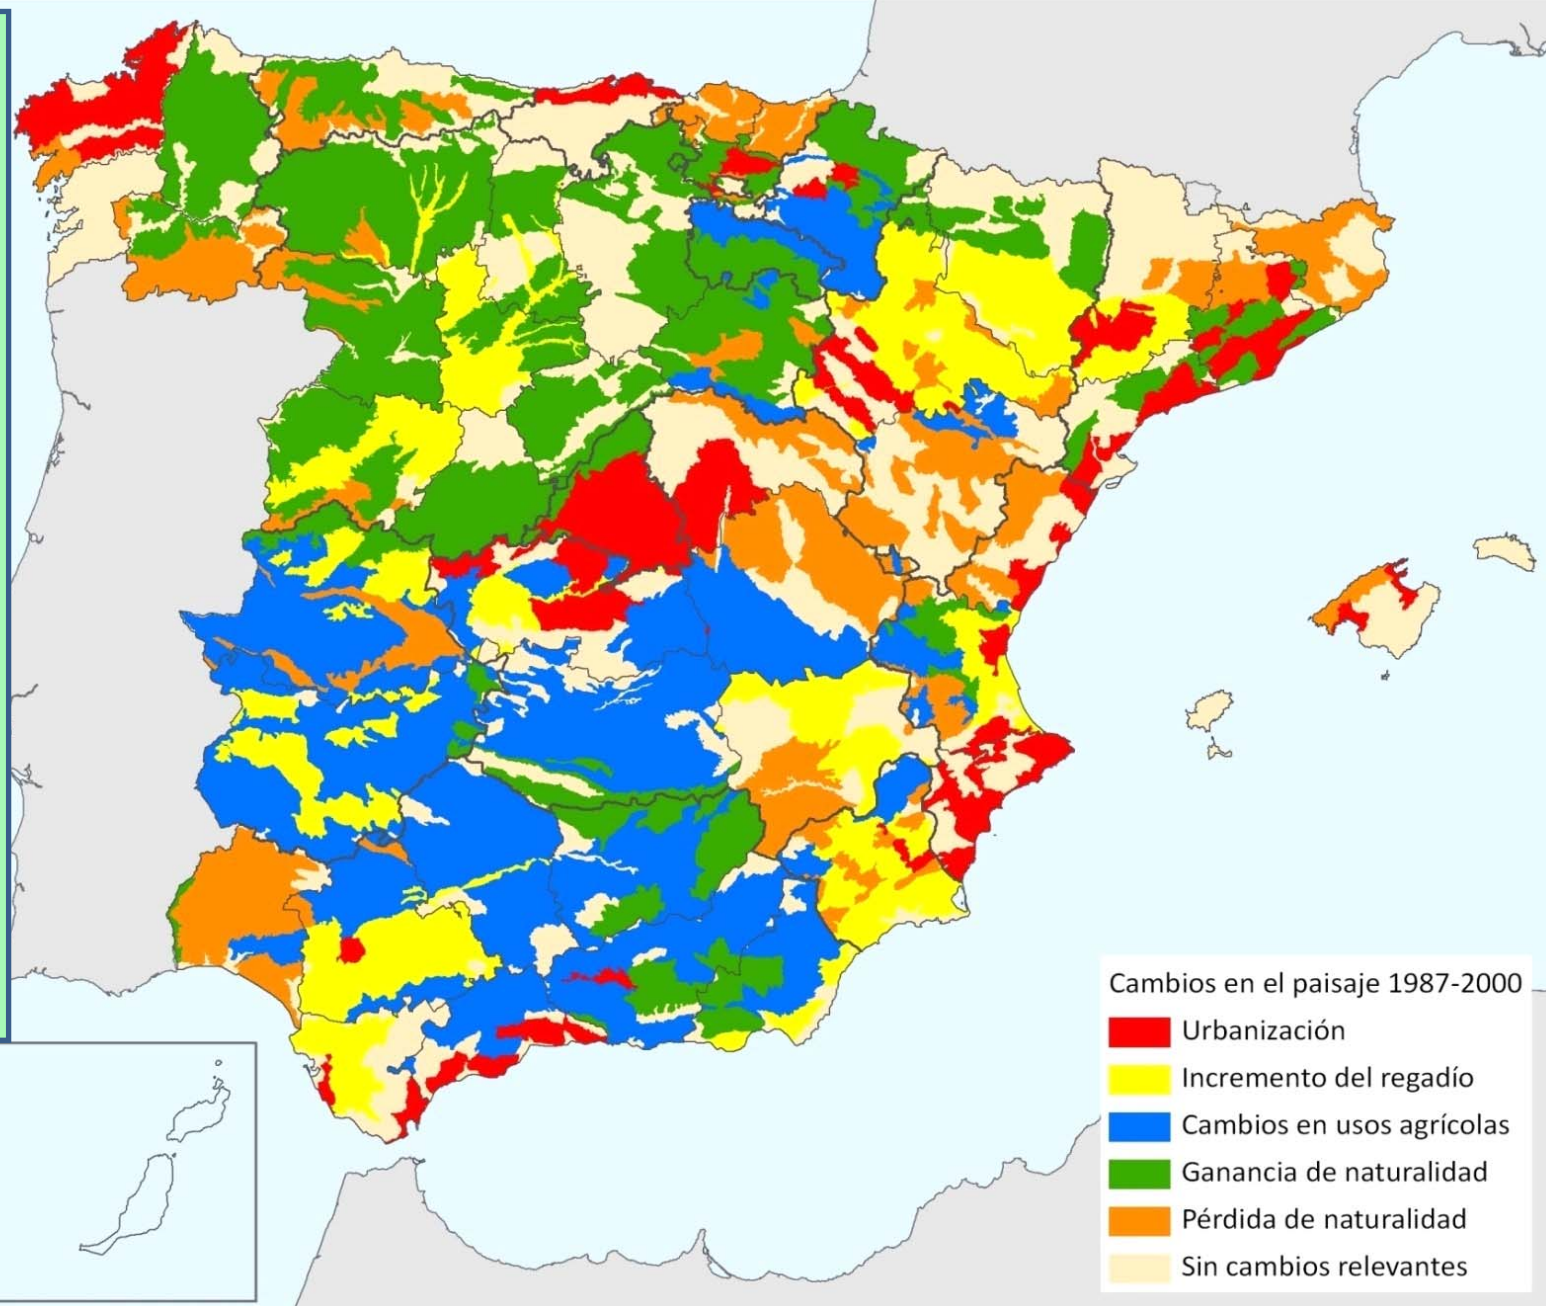 Cambios en el paisaje 1987-2000
Urbanización
Incremento del regadío
Cambios en usos agrícolas
Ganancia de naturalidad
Pérdida de naturalidad
Sin cambios relevantes